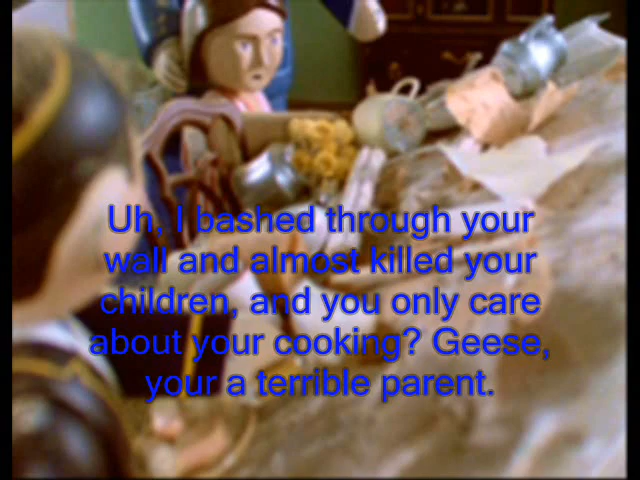 Uh, I bashed through your
wall and almost killed your
children, and you only care
about your cooking? Geese,
your a terrible parent.